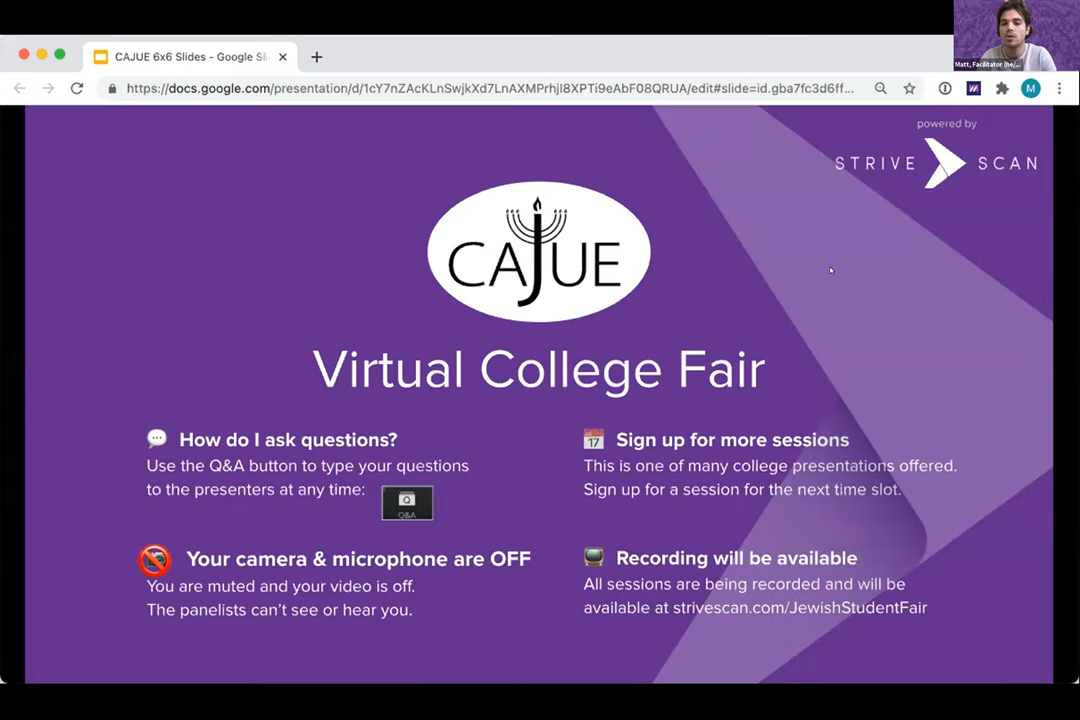 CAJUE 6x6 Slides - Google Sli
https://docs.google.com/presentation/d/1cY7nZAcKLnSwjkXd7LnAXMPrhjI8XPTi9eAbF08QRUA/edit#slide=id.gba7fc3d6ff...
M
Matt, Facilitator (he/...
powered by
STRIVE SCAN
CAJUE
Virtual College Fair
How do I ask questions?
Use the Q&A button to type your questions
to the presenters at any time:
Q&A
17 Sign up for more sessions
This is one of many college presentations offered.
Sign up for a session for the next time slot.
Your camera & microphone are OFF
You are muted and your video is off.
The panelists can't see or hear you.
Recording will be available
All sessions are being recorded and will be
available at strivescan.com/JewishStudentFair